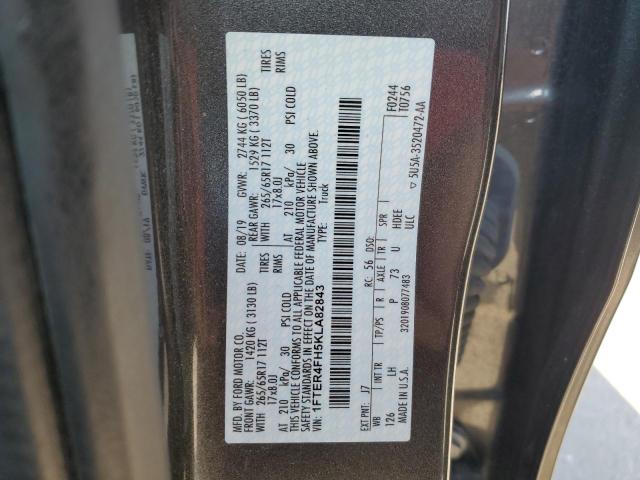 MFD. BY FORD MOTOR CO.
DATE: 08/19 GVWR: 2744 KG ( 6050 LB)
FRONT GAWR: 1420 KG ( 3130 LB) REAR GAWR: 1529 KG ( 3370 LB)
WITH 265/65R17 112T TIRES WITH 265/65R17 112T TIRES
17x8.0J RIMS 17x8.0J RIMS
AT 210 kPa/ 30 PSI COLD AT 210 kPa/ 30 PSI COLD
THIS VEHICLE CONFORMS TO ALL APPLICABLE FEDERAL MOTOR VEHICLE
SAFETY STANDARDS IN EFFECT ON THE DATE OF MANUFACTURE SHOWN ABOVE.
VIN: 1FTER4FH5KLA82843 TYPE: Truck
EXT PNT: J7 RC: 56 DSO: F0244
T0756
WB INT TR TP/PS R AXLE TR SPR
126 LH P 73 U HDEE
ULC
MADE IN U.S.A. 3201908077483 5U5A-3520472-AA